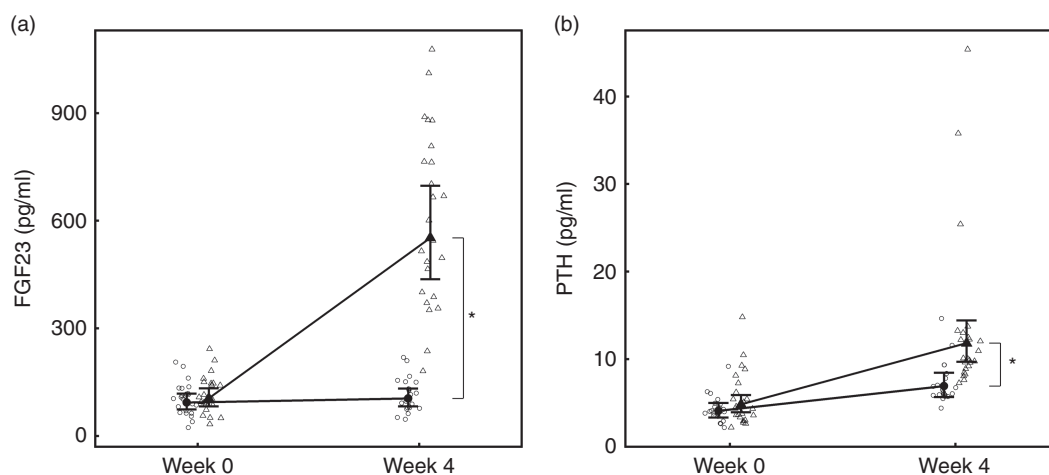 (a)
FGF23 (pg/ml)
900
600
300
0
*
Week 0
Week 4
(b)
PTH (pg/ml)
40
30
20
10
0
*
Week 0
Week 4